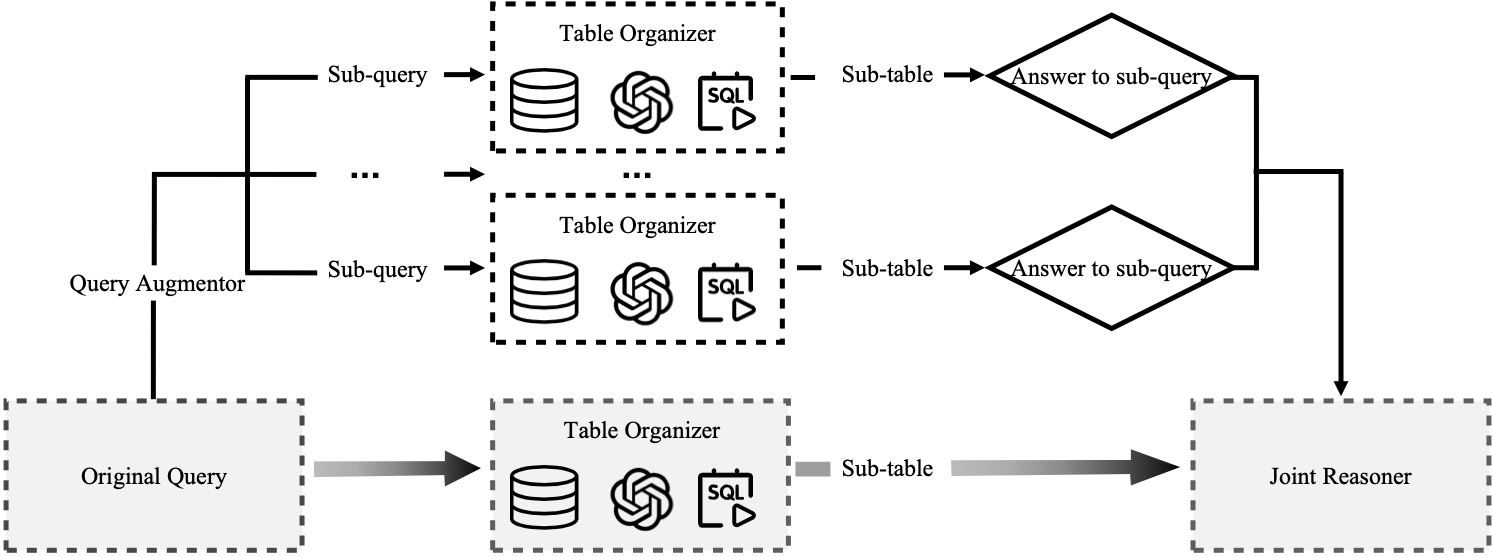 Table Organizer
Sub-query
SQL
Sub-table
Answer to sub-query
...
...
Table Organizer
Sub-query
SQL
Sub-table
Answer to sub-query
Query Augmentor
Original Query
Table Organizer
SQL
Sub-table
Joint Reasoner